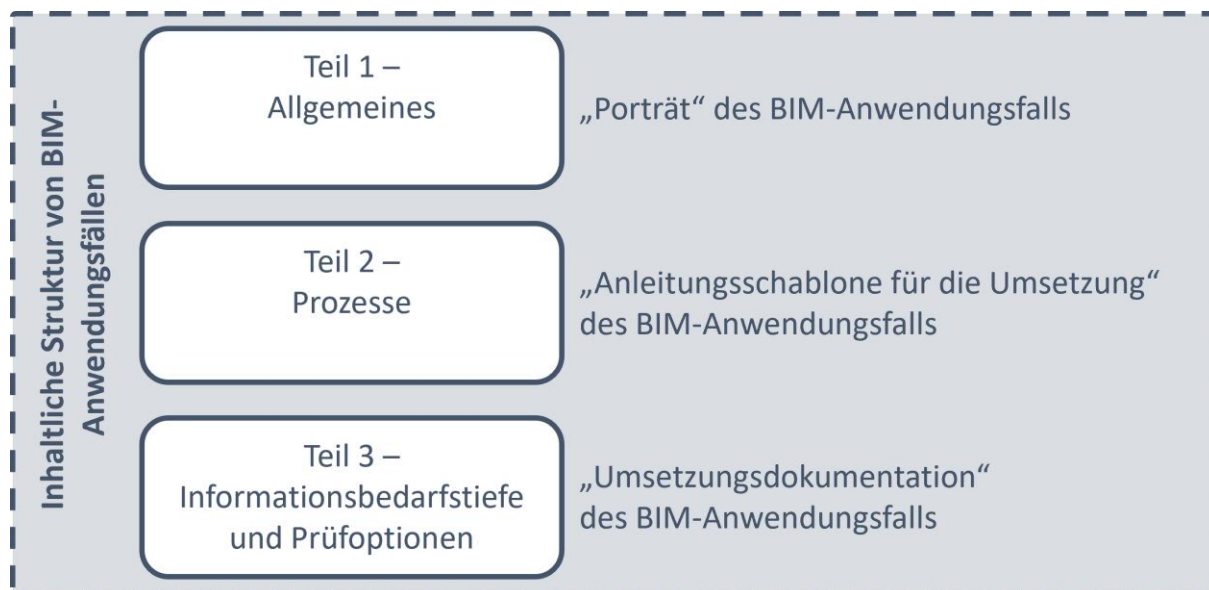 Inhaltliche Struktur von BIM-
Anwendungsfällen
Teil 1 –
Allgemeines
„Porträt“ des BIM-Anwendungsfalls
Teil 2 –
Prozesse
„Anleitungsschablone für die Umsetzung“
des BIM-Anwendungsfalls
Teil 3 –
Informationsbedarfstiefe
und Prüfoptionen
„Umsetzungsdokumentation“
des BIM-Anwendungsfalls